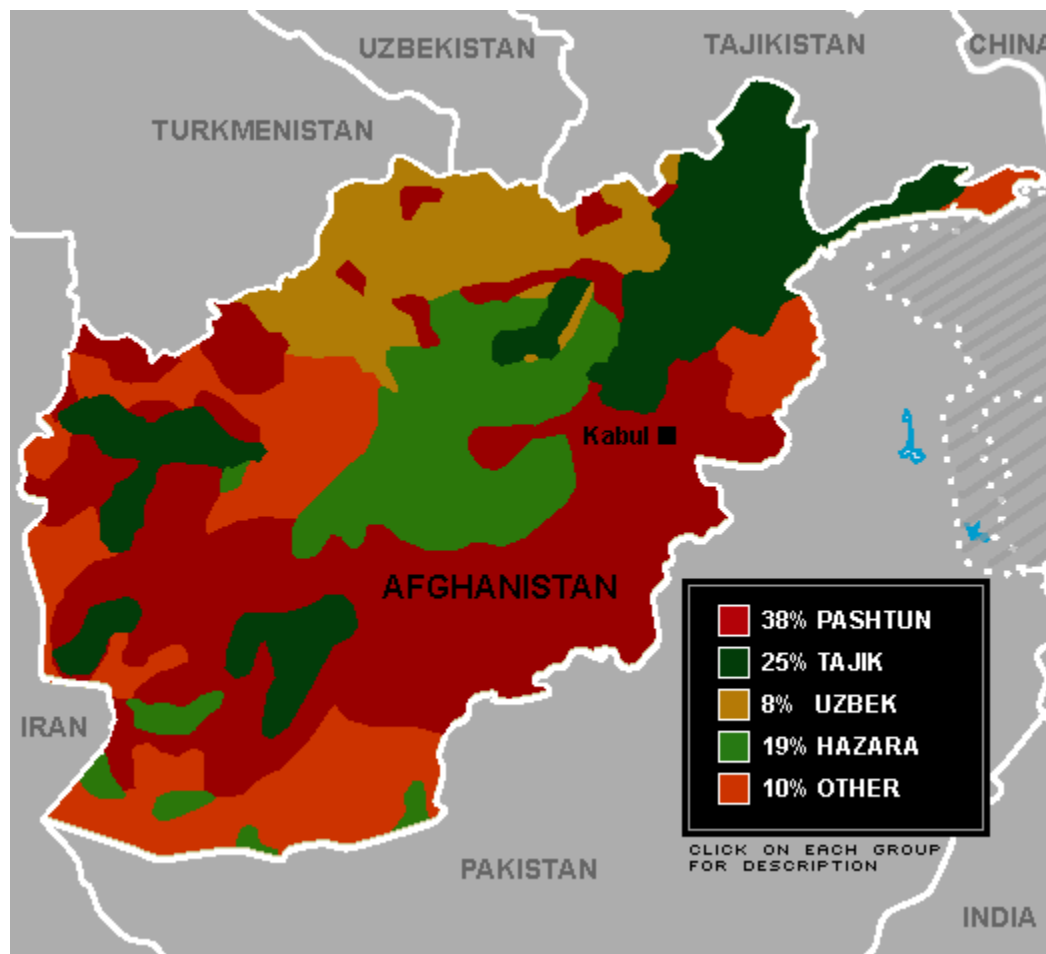 UZBEKISTAN
TAJIKISTAN
CHINA
TURKMENISTAN
Kabul
AFGHANISTAN
38% PASHTUN
25% TAJIK
8% UZBEK
19% HAZARA
10% OTHER
IRAN
CLICK ON EACH GROUP
FOR DESCRIPTION
PAKISTAN
INDIA